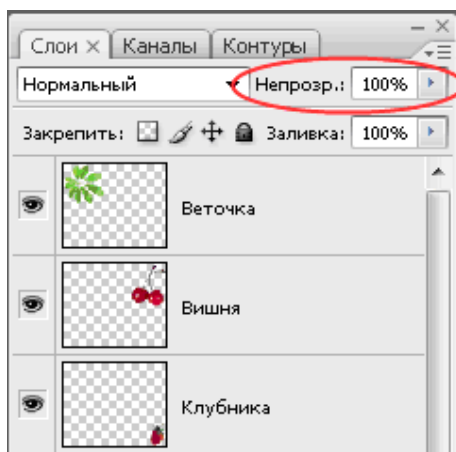 Слои × Каналы Контуры
Нормальный Непрозр.: 100%
Закрепить: Заливка: 100%
Веточка
Вишня
Клубника